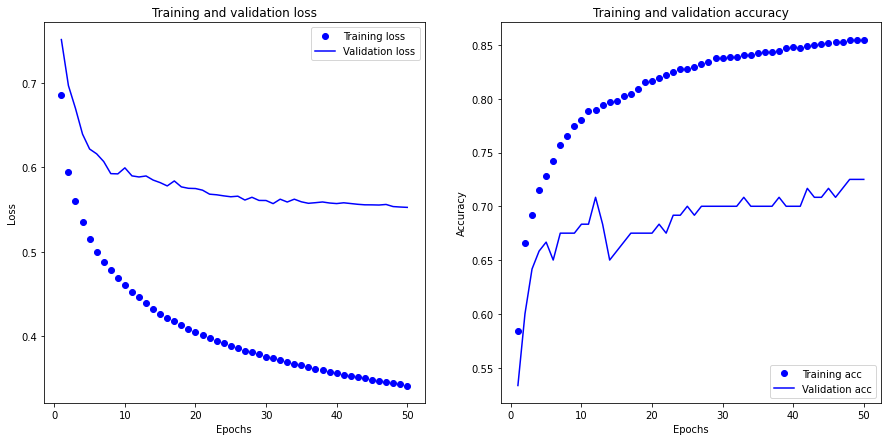 Training and validation loss
Training loss
Validation loss
0.7
0.6
0.5
0.4
Loss
0
10
20
30
40
50
Epochs
Training and validation accuracy
0.85
0.80
0.75
0.70
0.65
0.60
0.55
Accuracy
Training acc
Validation acc
0
10
20
30
40
50
Epochs